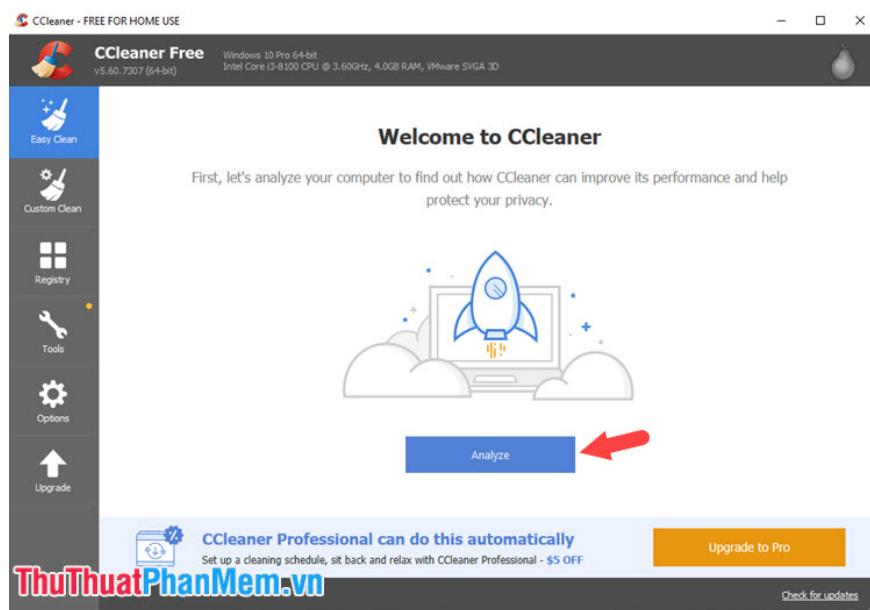 CCleaner - FREE FOR HOME USE
CCleaner Free
v5.60.7307 (64-bit)
Windows 10 Pro 64-bit
Intel Core i3-8100 CPU @ 3.60GHz, 4.0GB RAM, VMware SVGA 3D
Easy Clean
Custom Clean
Registry
Tools
Options
Upgrade
Welcome to CCleaner
First, let's analyze your computer to find out how CCleaner can improve its performance and help
protect your privacy.
Analyze
CCleaner Professional can do this automatically
Set up a cleaning schedule, sit back and relax with CCleaner Professional - $5 OFF
Upgrade to Pro
ThuThuatPhanMem.vn
Check for updates